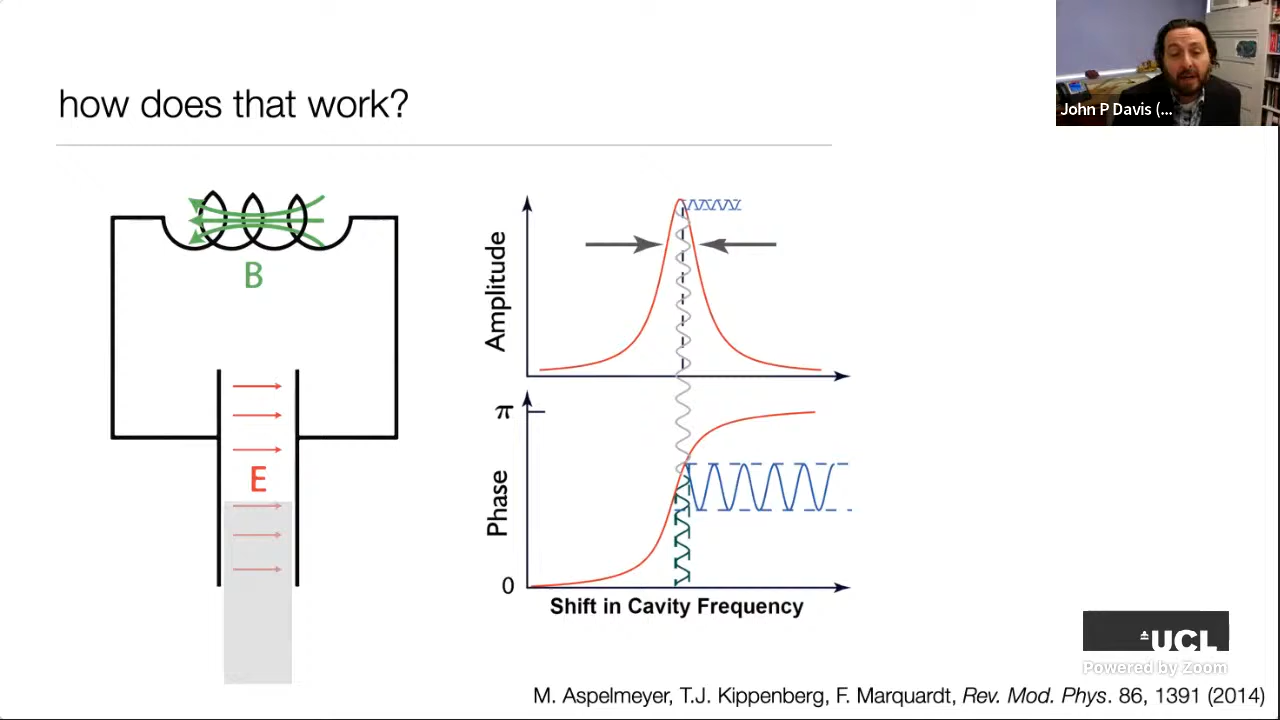 how does that work?
John P Davis (...
B
E
Amplitude
π
Phase
0
Shift in Cavity Frequency
UCL
Powered by Zoom
M. Aspelmeyer, T.J. Kippenberg, F. Marquardt, Rev. Mod. Phys. 86, 1391 (2014)